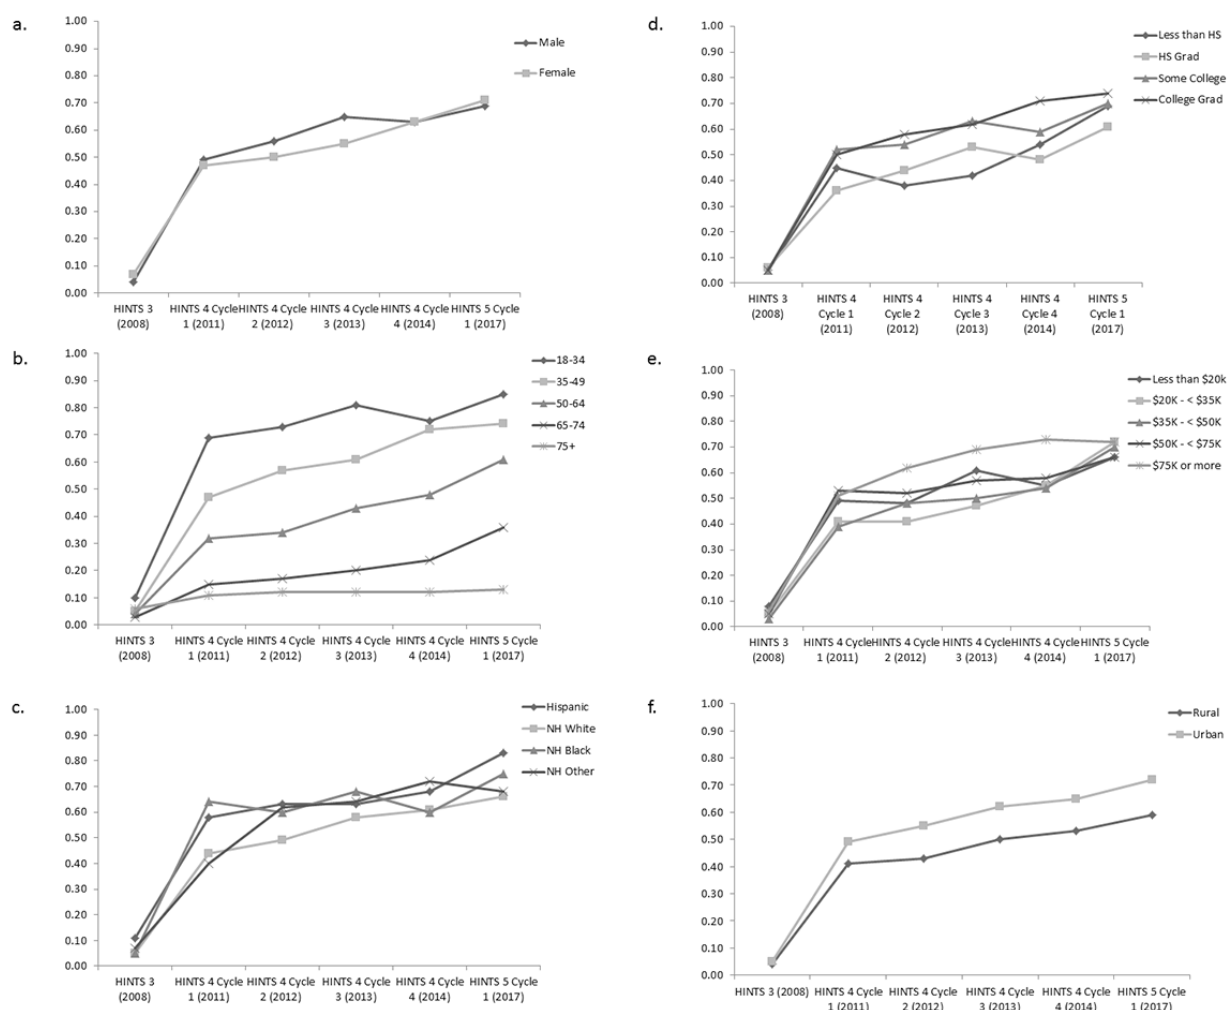 a.
1.00
0.90
0.80
0.70
0.60
0.50
0.40
0.30
0.20
0.10
0.00
Male
Female
HINTS 3 HINTS 4 Cycle HINTS 4 Cycle HINTS 4 Cycle HINTS 4 Cycle HINTS 5 Cycle
(2008) 1 (2011) 2 (2012) 3 (2013) 4 (2014) 1 (2017)
b.
1.00
0.90
0.80
0.70
0.60
0.50
0.40
0.30
0.20
0.10
0.00
18-34
35-49
50-64
65-74
75+
HINTS 3 HINTS 4 Cycle HINTS 4 Cycle HINTS 4 Cycle HINTS 4 Cycle HINTS 5 Cycle
(2008) 1 (2011) 2 (2012) 3 (2013) 4 (2014) 1 (2017)
c.
1.00
0.90
0.80
0.70
0.60
0.50
0.40
0.30
0.20
0.10
0.00
Hispanic
NH White
NH Black
NH Other
HINTS 3 HINTS 4 Cycle HINTS 4 Cycle HINTS 4 Cycle HINTS 4 Cycle HINTS 5 Cycle
(2008) 1 (2011) 2 (2012) 3 (2013) 4 (2014) 1 (2017)
d.
1.00
0.90
0.80
0.70
0.60
0.50
0.40
0.30
0.20
0.10
0.00
Less than HS
HS Grad
Some College
College Grad
HINTS 3 HINTS 4 HINTS 4 HINTS 4 HINTS 4 HINTS 5
(2008) Cycle 1 Cycle 2 Cycle 3 Cycle 4 Cycle 1
(2011) (2012) (2013) (2014) (2017)
e.
1.00
0.90
0.80
0.70
0.60
0.50
0.40
0.30
0.20
0.10
0.00
Less than $20k
$20K - < $35K
$35K - < $50K
$50K - < $75K
$75K or more
HINTS 3 HINTS 4 Cycle HINTS 4 Cycle HINTS 4 Cycle HINTS 4 Cycle HINTS 5 Cycle
(2008) 1 (2011) 2 (2012) 3 (2013) 4 (2014) 1 (2017)
f.
1.00
0.90
0.80
0.70
0.60
0.50
0.40
0.30
0.20
0.10
0.00
Rural
Urban
HINTS 3 (2008) HINTS 4 Cycle HINTS 4 Cycle HINTS 4 Cycle HINTS 4 Cycle HINTS 5 Cycle
1 (2011) 2 (2012) 3 (2013) 4 (2014) 1 (2017)